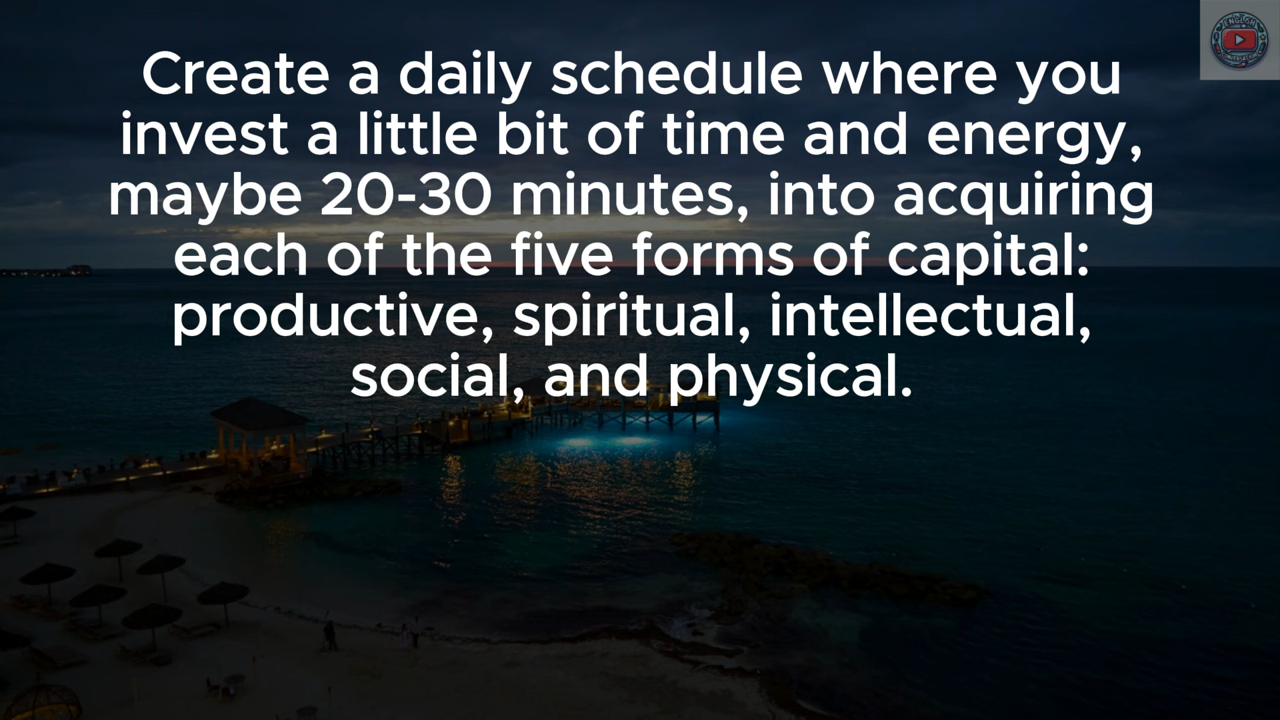 Create a daily schedule where you
invest a little bit of time and energy,
maybe 20-30 minutes, into acquiring
each of the five forms of capital:
productive, spiritual, intellectual,
social, and physical.
ENGLISH